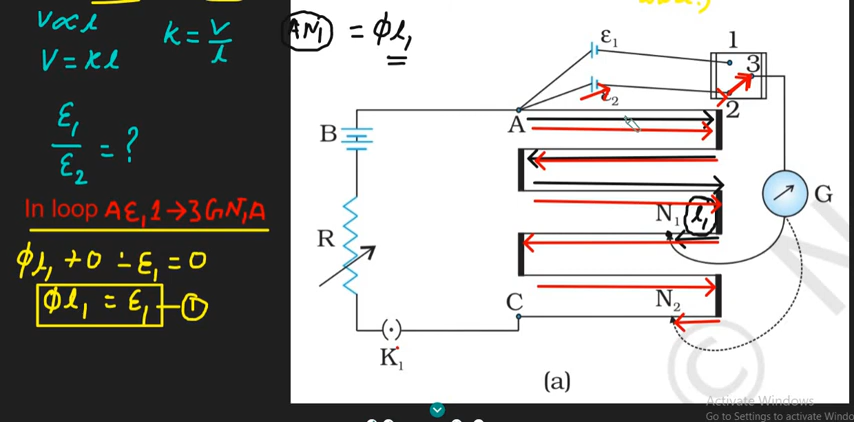 V∝l
V = kl
k = V/l
ε₁/ε₂ = ?
In loop Aε₁1→3GN₁A
ϕl₁ + 0 - ε₁ = 0
ϕl₁ = ε₁ —①
AN₁ = ϕl₁
ε₁
1
3
2
ε₂
A
B
N₁ l₁
G
R
C
N₂
K₁
(a)
© N
Activate Windows
Go to Settings to activate Windo